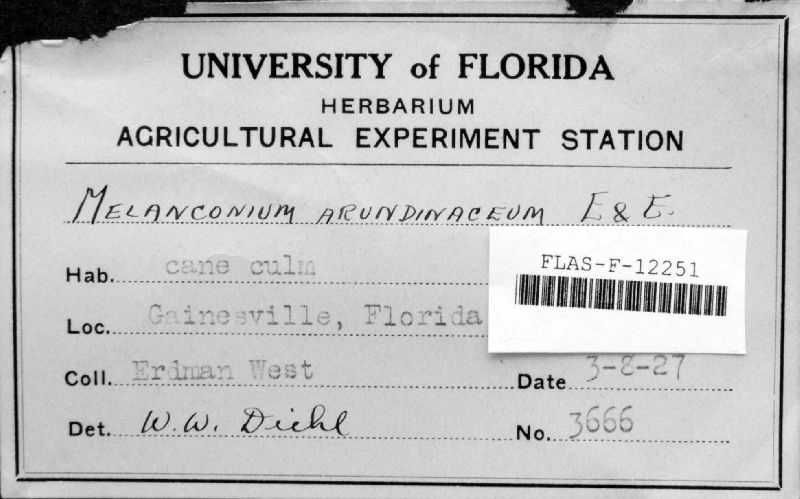 UNIVERSITY of FLORIDA
HERBARIUM
AGRICULTURAL EXPERIMENT STATION
MELANCONIUM ARUNDINACEUM E & E.
Hab. cane culm
FLAS-F-12251
Loc. Gainesville, Florida
Coll. Erdman West Date 3-8-27
Det. W. W. Diehl No. 3666